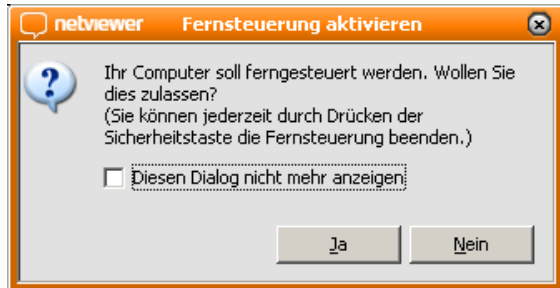 netviewer Fernsteuerung aktivieren
Ihr Computer soll ferngesteuert werden. Wollen Sie
dies zulassen?
(Sie können jederzeit durch Drücken der
Sicherheitstaste die Fernsteuerung beenden.)
Diesen Dialog nicht mehr anzeigen
Ja Nein